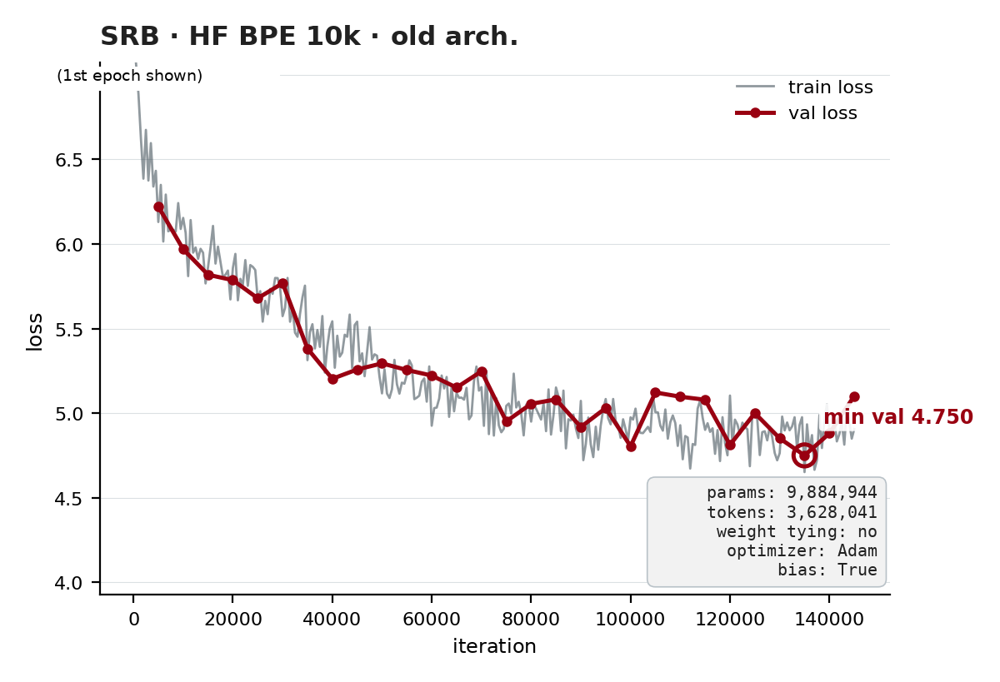 SRB · HF BPE 10k · old arch.
(1st epoch shown)
train loss
val loss
6.5
6.0
5.5
5.0
4.5
4.0
loss
min val 4.750
params: 9,884,944
tokens: 3,628,041
weight tying: no
optimizer: Adam
bias: True
0 20000 40000 60000 80000 100000 120000 140000
iteration